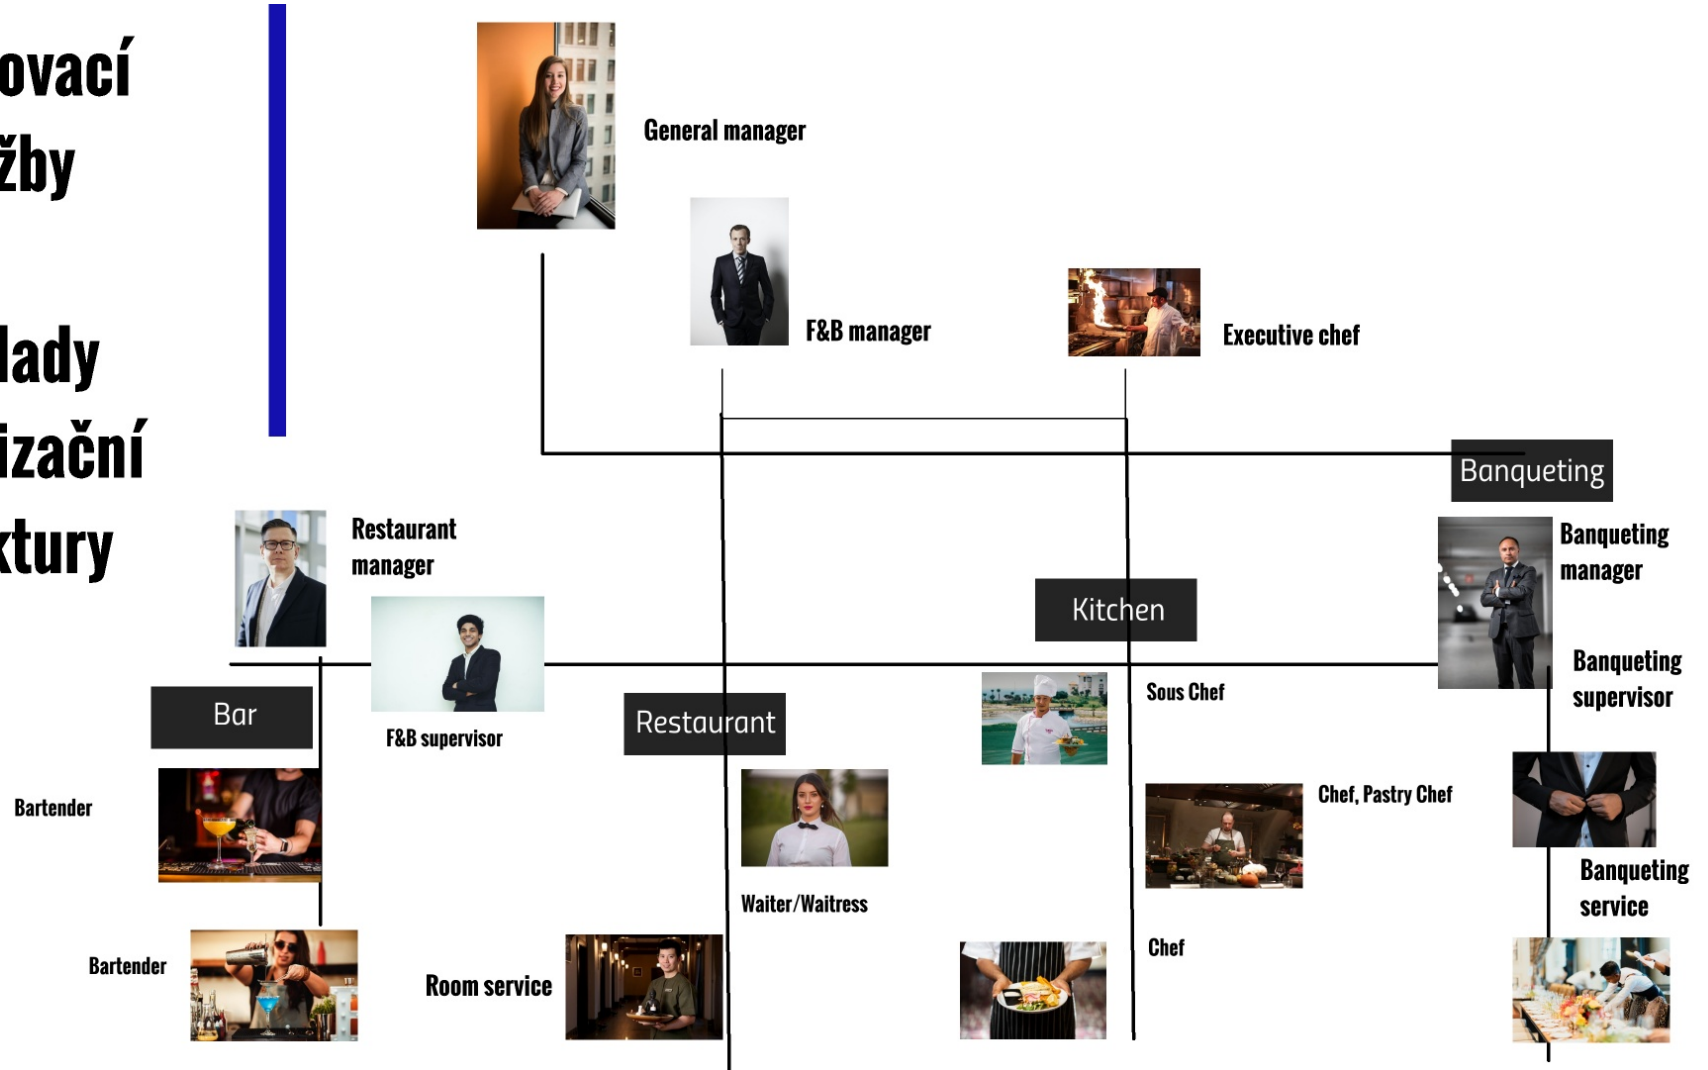 ovací
žby
lady
izační
ktury
General manager
F&B manager
Executive chef
Banqueting
Restaurant
manager
Banqueting
manager
Kitchen
Banqueting
supervisor
Sous Chef
Bar
Restaurant
F&B supervisor
Bartender
Chef, Pastry Chef
Banqueting
service
Waiter/Waitress
Chef
Bartender
Room service